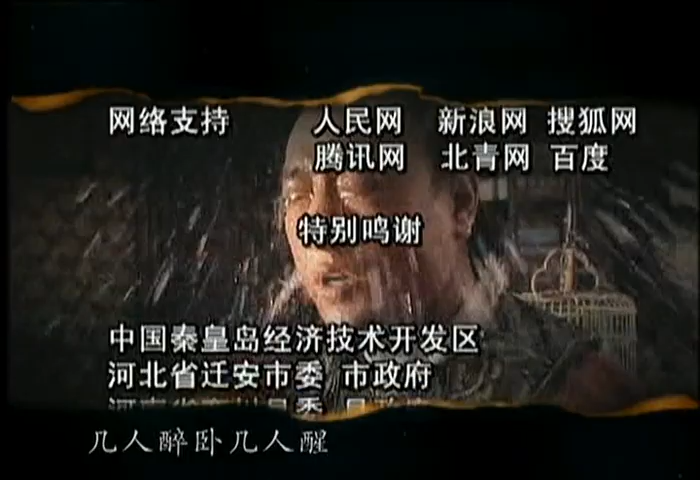 网络支持 人民网 新浪网 搜狐网
腾讯网 北青网 百度
特别鸣谢
中国秦皇岛经济技术开发区
河北省迁安市委 市政府
几人醉卧几人醒